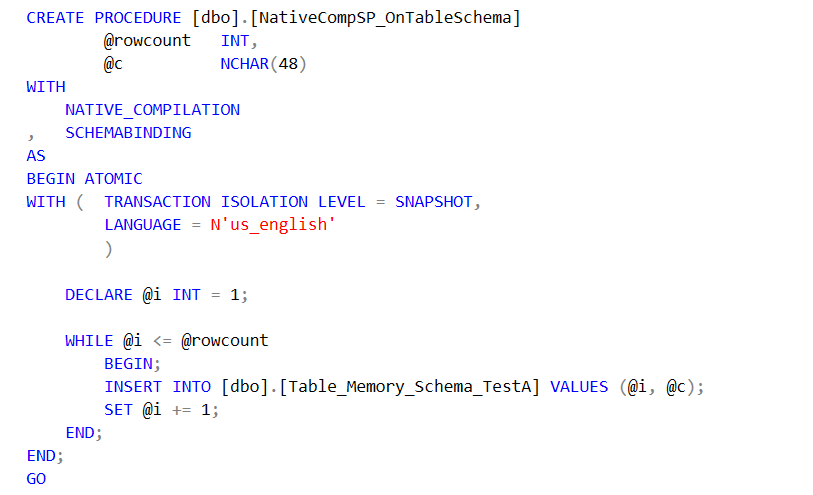 CREATE PROCEDURE [dbo].[NativeCompSP_OnTableSchema]
        @rowcount   INT,
        @c          NCHAR(48)
WITH
    NATIVE_COMPILATION
,   SCHEMABINDING
AS
BEGIN ATOMIC
WITH (  TRANSACTION ISOLATION LEVEL = SNAPSHOT,
        LANGUAGE = N'us_english'
        )

    DECLARE @i INT = 1;

    WHILE @i <= @rowcount
        BEGIN;
        INSERT INTO [dbo].[Table_Memory_Schema_TestA] VALUES (@i, @c);
        SET @i += 1;
    END;
END;
GO